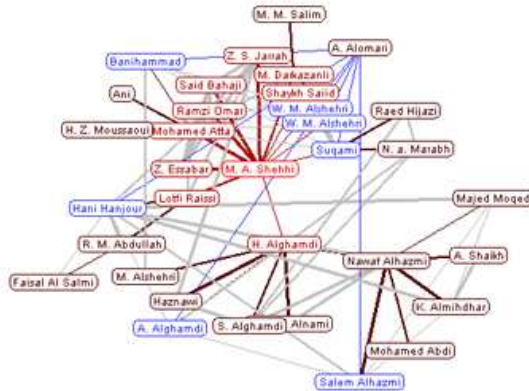 M. M. Salim
A. Alomari
Z. S. Jarrah
Banihammad
M. Darkazanli
Said Bahaji
Shaykh Saiid
Ani
W. M. Alshehri
Ramzi Omar
Raed Hijazi
W. M. Alshehri
H. Z. Moussaoui
Mohamed Atta
Suqami
N. a. Marabh
Z. Essabar
M. A. Shehhi
Lotfi Raissi
Majed Moqed
Hani Hanjour
R. M. Abdullah
H. Alghamdi
Nawaf Alhazmi
A. Shaikh
Faisal Al Salmi
M. Alshehri
Haznawi
K. Almihdhar
A. Alghamdi
S. Alghamdi
Alnami
Mohamed Abdi
Salem Alhazmi